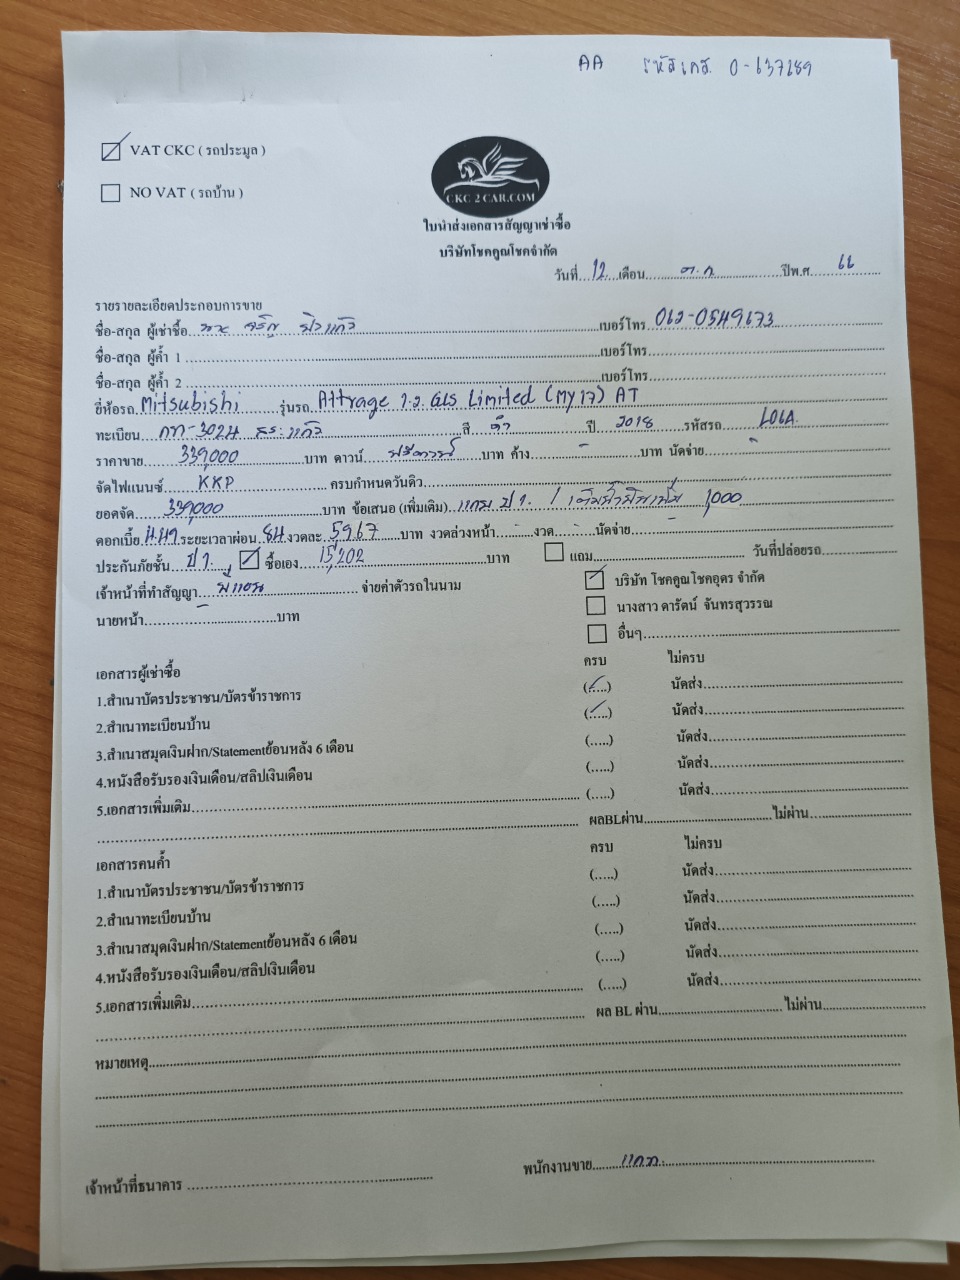 AA รหัสเกส. 0-637189
VAT CKC ( รถประมูล )
NO VAT ( รถบ้าน )
CKC 2 CAR.COM
ใบนำส่งเอกสารสัญญาเช่าซื้อ
บริษัทโชคคูณโชคจำกัด
วันที่ 12 เดือน ต.ค ปีพ.ศ. 66
รายรายละเอียดประกอบการขาย
ชื่อ-สกุล ผู้เช่าซื้อ เบอร์โทร 062-0549673
ชื่อ-สกุล ผู้ค้ำ 1 เบอร์โทร
ชื่อ-สกุล ผู้ค้ำ 2 เบอร์โทร
ยี่ห้อรถ Mitsubishi รุ่นรถ Attrage 1.2 GLS Limited (MY17) AT
ทะเบียน กท-3024 สระแก้ว สี ดำ ปี 2018 รหัสรถ L01A
ราคาขาย 339,000 บาท ดาวน์ ฟรีดาวน์ บาท ค้าง - บาท นัดจ่าย -
จัดไฟแนนซ์ KKP ครบกำหนดวันดิว
ยอดจัด 339,000 บาท ข้อเสนอ (เพิ่มเติม) แถม ป1. / 1,000
ดอกเบี้ย ระยะเวลาผ่อน 84 งวดละ 5,967 บาท งวดล่วงหน้า - งวด - นัดจ่าย -
ประกันภัยชั้น ป1 ซื้อเอง 15,202 บาท แถม วันที่ปล่อยรถ
เจ้าหน้าที่ทำสัญญา จ่ายค่าตัวรถในนาม บริษัท โชคคูณโชคอุดร จำกัด
นายหน้า - บาท นางสาว ดารัตน์ จันทรสุวรรณ
อื่นๆ
เอกสารผู้เช่าซื้อ ครบ ไม่ครบ
1.สำเนาบัตรประชาชน/บัตรข้าราชการ (.....) นัดส่ง
2.สำเนาทะเบียนบ้าน (.....) นัดส่ง
3.สำเนาสมุดเงินฝาก/Statementย้อนหลัง 6 เดือน (.....) นัดส่ง
4.หนังสือรับรองเงินเดือน/สลิปเงินเดือน (.....) นัดส่ง
5.เอกสารเพิ่มเติม (.....) นัดส่ง
ผลBLผ่าน ไม่ผ่าน
เอกสารคนค้ำ ครบ ไม่ครบ
1.สำเนาบัตรประชาชน/บัตรข้าราชการ (.....) นัดส่ง
2.สำเนาทะเบียนบ้าน (.....) นัดส่ง
3.สำเนาสมุดเงินฝาก/Statementย้อนหลัง 6 เดือน (.....) นัดส่ง
4.หนังสือรับรองเงินเดือน/สลิปเงินเดือน (.....) นัดส่ง
5.เอกสารเพิ่มเติม (.....) นัดส่ง
ผล BL ผ่าน ไม่ผ่าน
หมายเหตุ
พนักงานขาย
เจ้าหน้าที่ธนาคาร